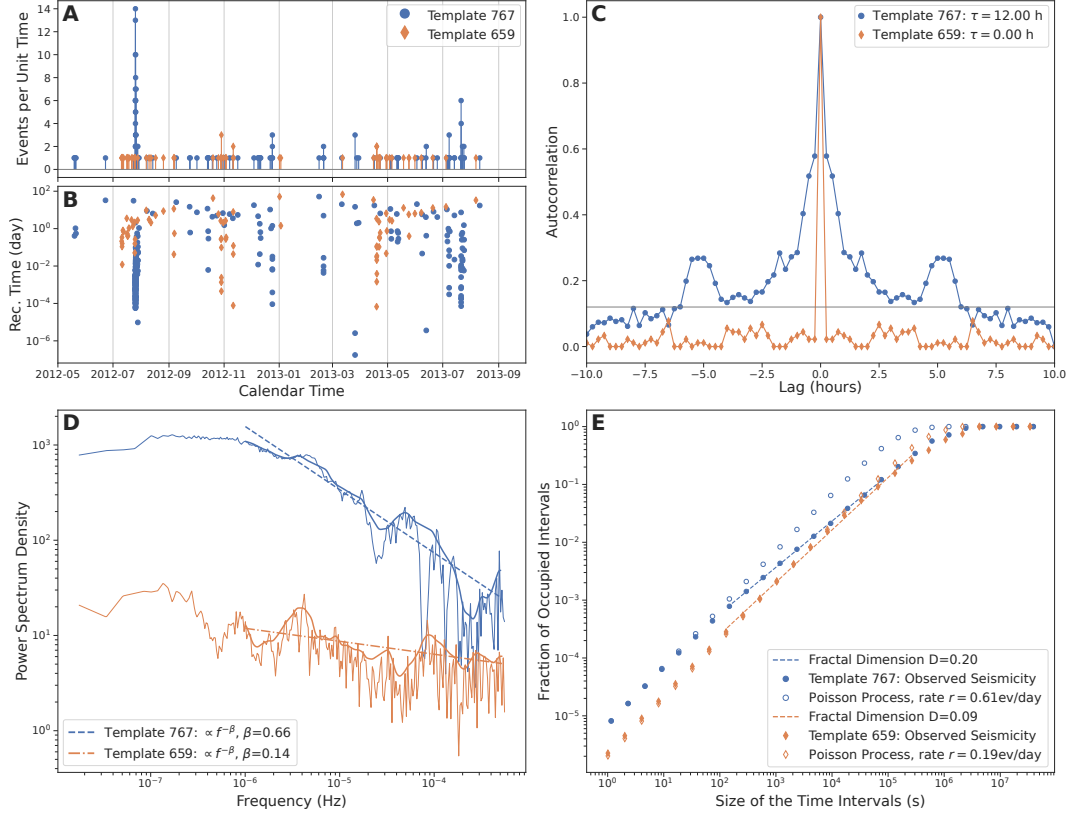 A
Template 767
Template 659
Events per Unit Time
14
12
10
8
6
4
2
0
B
Rec. Time (day)
10^2
10^0
10^−2
10^−4
10^−6
2012-05
2012-07
2012-09
2012-11
2013-01
2013-03
2013-05
2013-07
2013-09
Calendar Time
C
Template 767: τ = 12.00 h
Template 659: τ = 0.00 h
Autocorrelation
1.0
0.8
0.6
0.4
0.2
0.0
−10.0
−7.5
−5.0
−2.5
0.0
2.5
5.0
7.5
10.0
Lag (hours)
D
Power Spectrum Density
10^3
10^2
10^1
10^0
Template 767: ∝ f^−β, β=0.66
Template 659: ∝ f^−β, β=0.14
10^−7
10^−6
10^−5
10^−4
Frequency (Hz)
E
Fraction of Occupied Intervals
10^0
10^−1
10^−2
10^−3
10^−4
10^−5
Fractal Dimension D=0.20
Template 767: Observed Seismicity
Poisson Process, rate r = 0.61ev/day
Fractal Dimension D=0.09
Template 659: Observed Seismicity
Poisson Process, rate r = 0.19ev/day
10^0
10^1
10^2
10^3
10^4
10^5
10^6
10^7
Size of the Time Intervals (s)